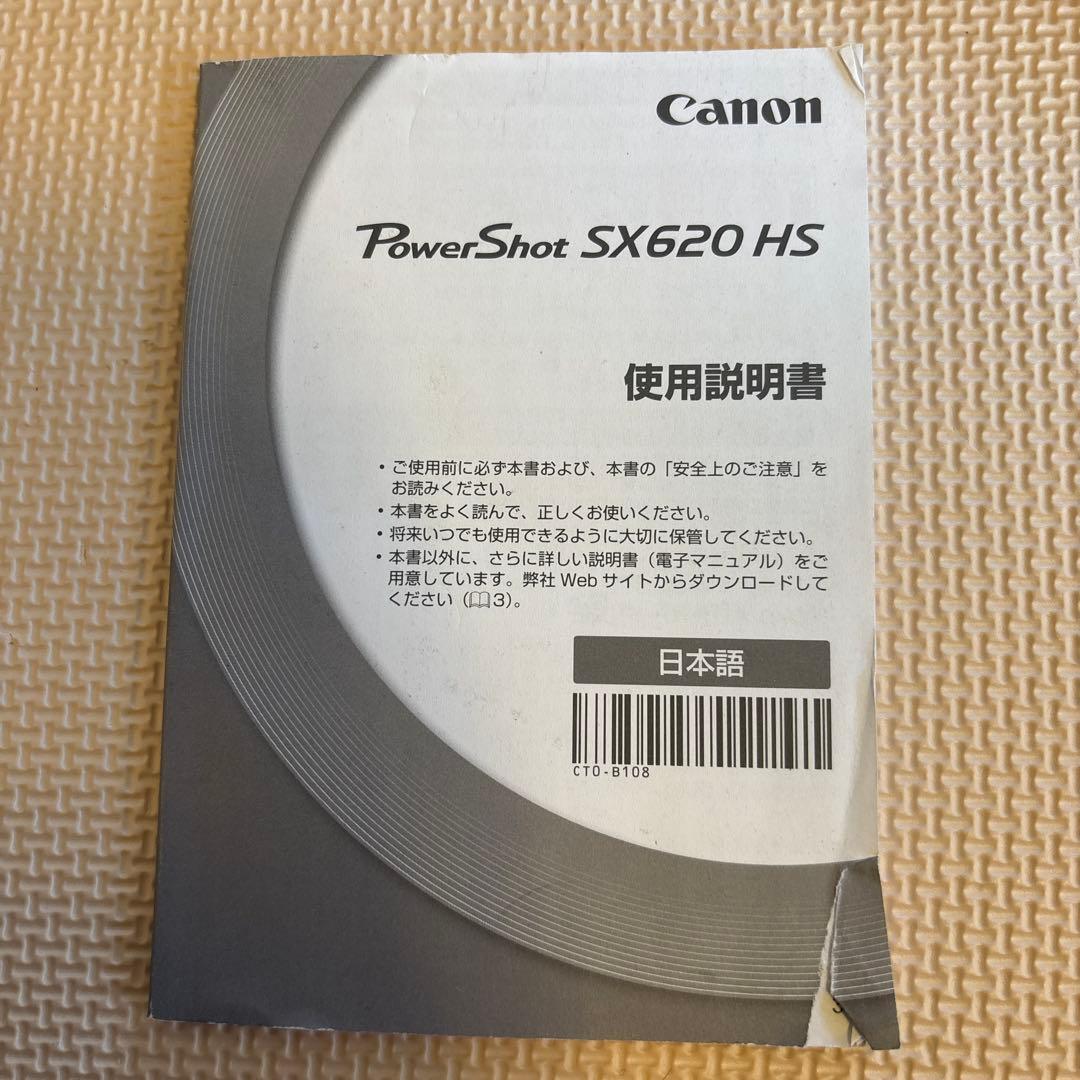 Canon
PowerShot SX620 HS
使用説明書
・ご使用前に必ず本書および、本書の「安全上のご注意」を
お読みください。
・本書をよく読んで、正しくお使いください。
・将来いつでも使用できるように大切に保管してください。
・本書以外に、さらに詳しい説明書（電子マニュアル）をご
用意しています。弊社 Web サイトからダウンロードして
ください（📖3）。
日本語
CT0-B108